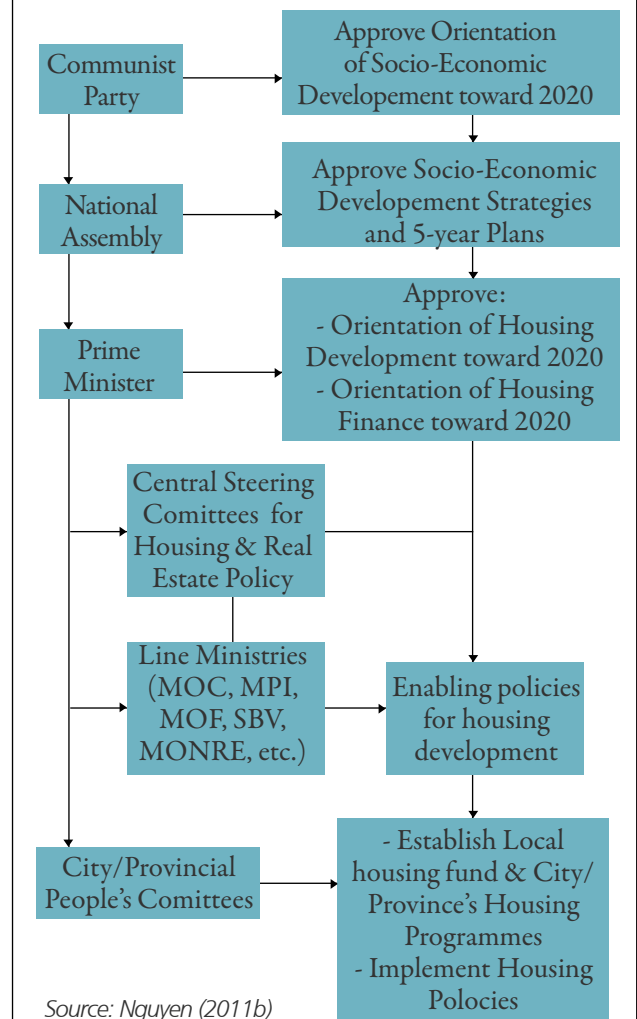 Communist
Party
Approve Orientation
of Socio-Economic
Developement toward 2020
National
Assembly
Approve Socio-Economic
Developement Strategies
and 5-year Plans
Prime
Minister
Approve:
- Orientation of Housing
Development toward 2020
- Orientation of Housing
Finance toward 2020
Central Steering
Comittees for
Housing & Real
Estate Policy
Line Ministries
(MOC, MPI,
MOF, SBV,
MONRE, etc.)
Enabling policies
for housing
development
City/Provincial
People's Comittees
- Establish Local
housing fund & City/
Province's Housing
Programmes
- Implement Housing
Polocies
Source: Nguyen (2011b)